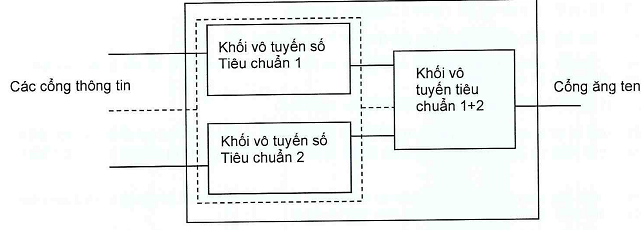 Khối vô tuyến số
Tiêu chuẩn 1
Các cổng thông tin
Khối vô
tuyến tiêu
chuẩn 1+2
Cổng ăng ten
Khối vô tuyến số
Tiêu chuẩn 2